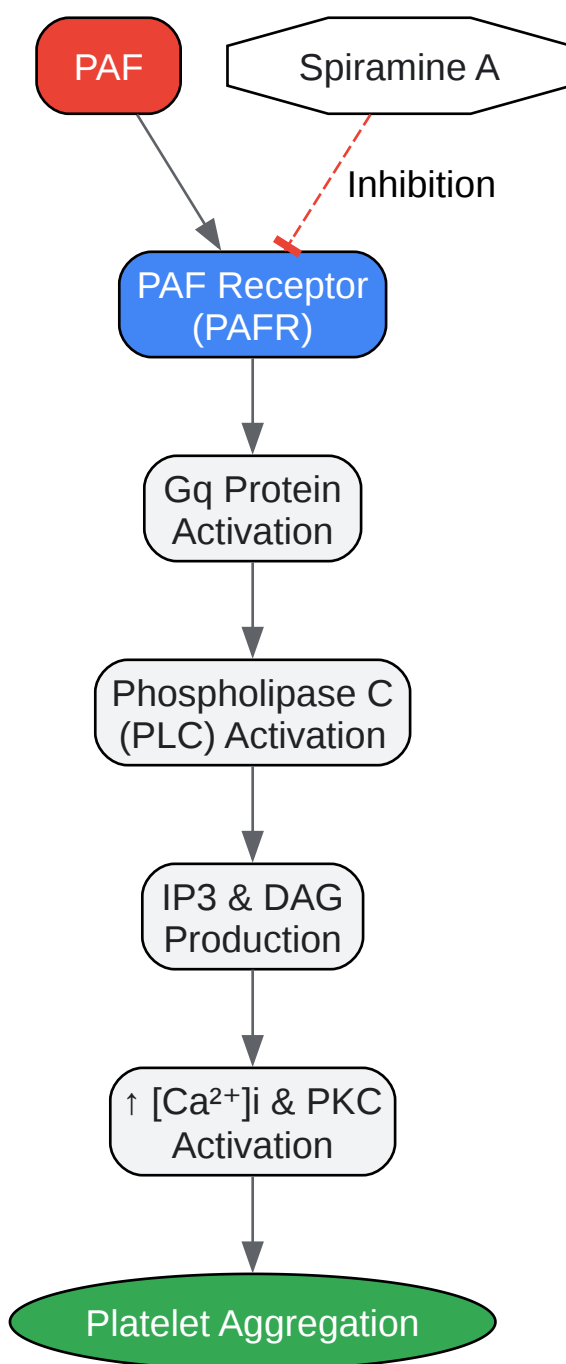 PAF
Spiramine A
Inhibition
PAF Receptor
(PAFR)
Gq Protein
Activation
Phospholipase C
(PLC) Activation
IP3 & DAG
Production
↑ [Ca²⁺]i & PKC
Activation
Platelet Aggregation